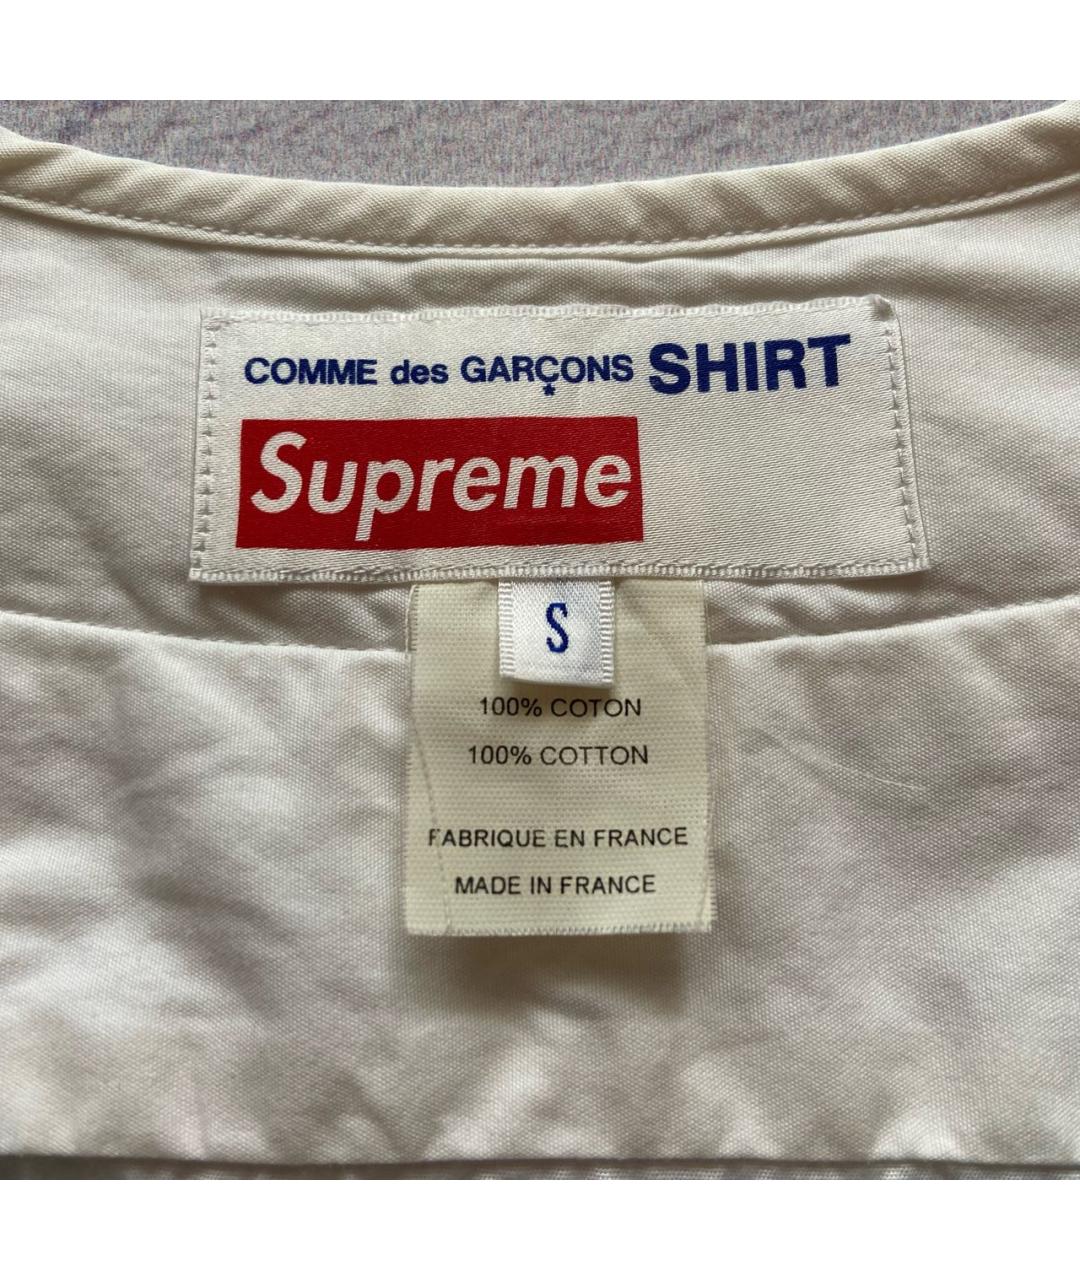 COMME des GARÇONS SHIRT
Supreme
S
100% COTON
100% COTTON
FABRIQUE EN FRANCE
MADE IN FRANCE